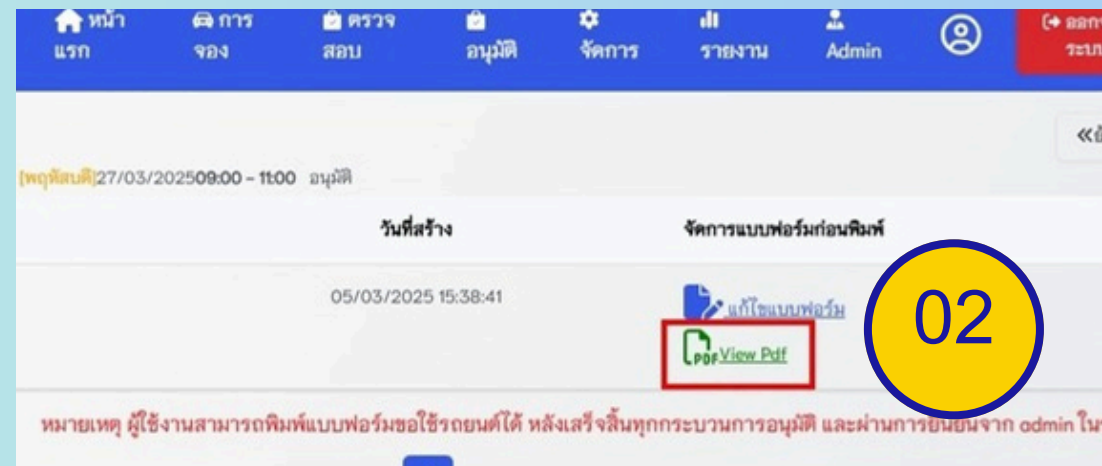 หน้า การ ตรวจ
แรก จอง สอบ อนุมัติ จัดการ รายงาน Admin
[พฤหัสบดี]27/03/202509:00 - 11:00 อนุมัติ
วันที่สร้าง จัดการแบบฟอร์มก่อนพิมพ์
05/03/2025 15:38:41 แก้ไขแบบฟอร์ม
02
PDF View Pdf
หมายเหตุ ผู้ใช้งานสามารถพิมพ์แบบฟอร์มขอใช้รถยนต์ได้ หลังเสร็จสิ้นทุกกระบวนการอนุมัติ และผ่านการยืนยันจาก admin ใน